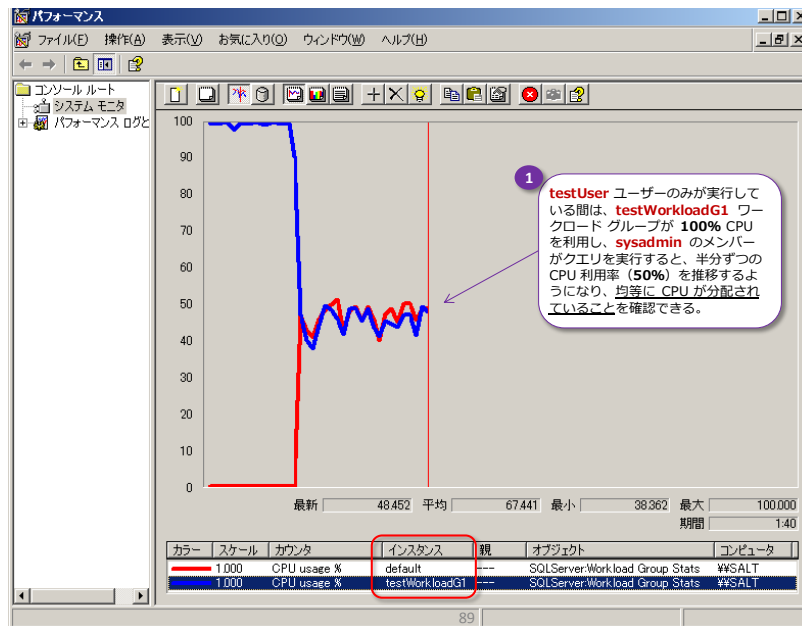 パフォーマンス
ファイル(F) 操作(A) 表示(V) お気に入り(O) ウィンドウ(W) ヘルプ(H)
コンソール ルート
システム モニタ
パフォーマンス ログと
100
90
80
70
60
50
40
30
20
10
0
1
testUser ユーザーのみが実行して
いる間は、testWorkloadG1 ワー
クロード グループが 100% CPU
を利用し、sysadmin のメンバー
がクエリを実行すると、半分ずつの
CPU 利用率（50%）を推移するよ
うになり、均等に CPU が分配され
ていることを確認できる。
最新 48.452 平均 67.441 最小 38.362 最大 100.000
期間 1:40
カラー スケール カウンタ インスタンス 親 オブジェクト コンピュータ
1.000 CPU usage % default --- SQLServer:Workload Group Stats ¥¥SALT
1.000 CPU usage % testWorkloadG1 --- SQLServer:Workload Group Stats ¥¥SALT
89